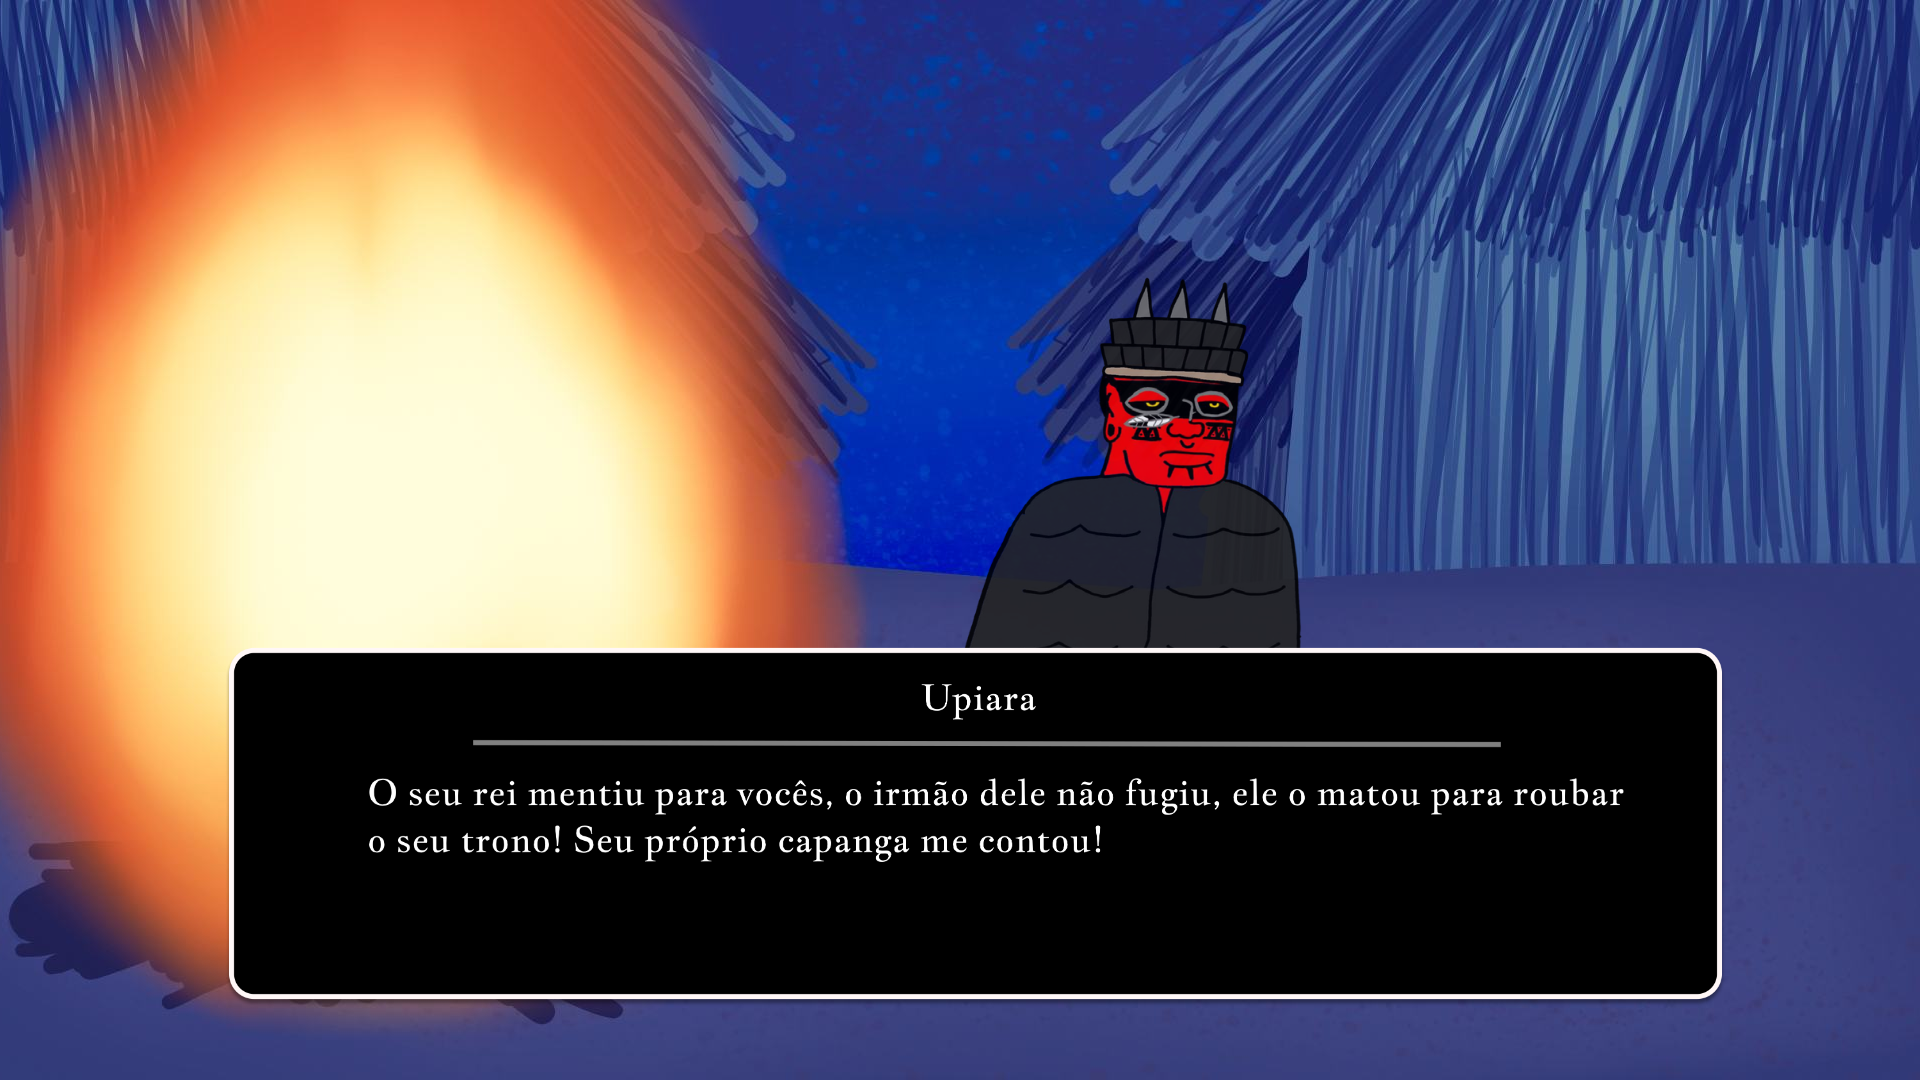 Upiara
O seu rei mentiu para vocês, o irmão dele não fugiu, ele o matou para roubar
o seu trono! Seu próprio capanga me contou!